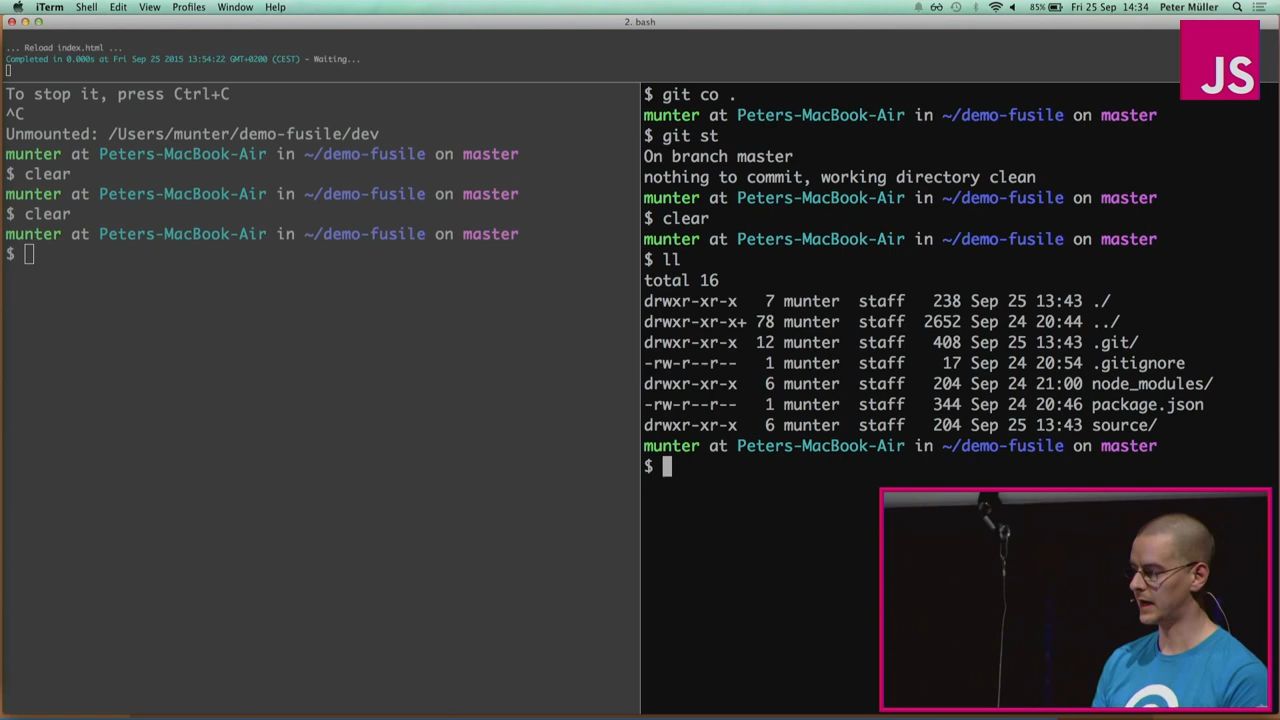 iTerm Shell Edit View Profiles Window Help
85% Fri 25 Sep 14:34 Peter Müller
2. bash
... Reload index.html ...
Completed in 0.000s at Fri Sep 25 2015 13:54:22 GMT+0200 (CEST) - Waiting...
JS
To stop it, press Ctrl+C
^C
Unmounted: /Users/munter/demo-fusile/dev
munter at Peters-MacBook-Air in ~/demo-fusile on master
$ clear
munter at Peters-MacBook-Air in ~/demo-fusile on master
$ clear
munter at Peters-MacBook-Air in ~/demo-fusile on master
$
$ git co .
munter at Peters-MacBook-Air in ~/demo-fusile on master
$ git st
On branch master
nothing to commit, working directory clean
munter at Peters-MacBook-Air in ~/demo-fusile on master
$ clear
munter at Peters-MacBook-Air in ~/demo-fusile on master
$ ll
total 16
drwxr-xr-x 7 munter staff 238 Sep 25 13:43 ./
drwxr-xr-x+ 78 munter staff 2652 Sep 24 20:44 ../
drwxr-xr-x 12 munter staff 408 Sep 25 13:43 .git/
-rw-r--r-- 1 munter staff 17 Sep 24 20:54 .gitignore
drwxr-xr-x 6 munter staff 204 Sep 24 21:00 node_modules/
-rw-r--r-- 1 munter staff 344 Sep 24 20:46 package.json
drwxr-xr-x 6 munter staff 204 Sep 25 13:43 source/
munter at Peters-MacBook-Air in ~/demo-fusile on master
$